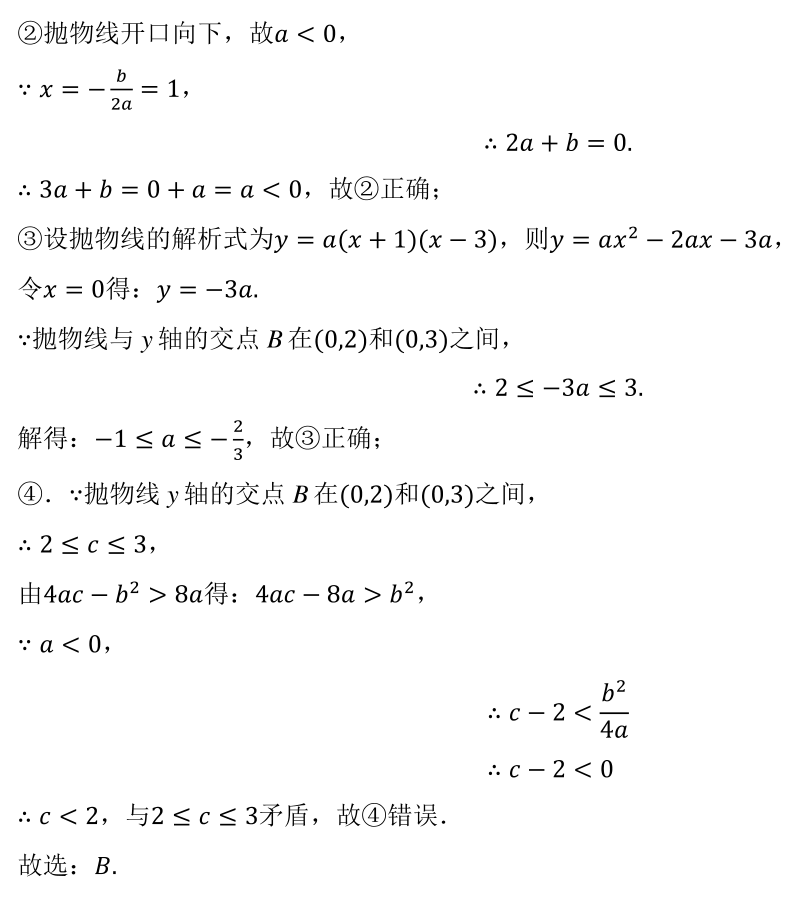 ②抛物线开口向下，故a < 0，
∵ x = −b/2a = 1，
∴ 2a + b = 0.
∴ 3a + b = 0 + a = a < 0，故②正确；
③设抛物线的解析式为y = a(x + 1)(x − 3)，则y = ax² − 2ax − 3a，
令x = 0得：y = −3a.
∵抛物线与 y 轴的交点 B 在(0,2)和(0,3)之间，
∴ 2 ≤ −3a ≤ 3.
解得：−1 ≤ a ≤ −2/3，故③正确；
④．∵抛物线 y 轴的交点 B 在(0,2)和(0,3)之间，
∴ 2 ≤ c ≤ 3，
由4ac − b² > 8a得：4ac − 8a > b²，
∵ a < 0，
∴ c − 2 < b²/4a
∴ c − 2 < 0
∴ c < 2，与2 ≤ c ≤ 3矛盾，故④错误．
故选：B．